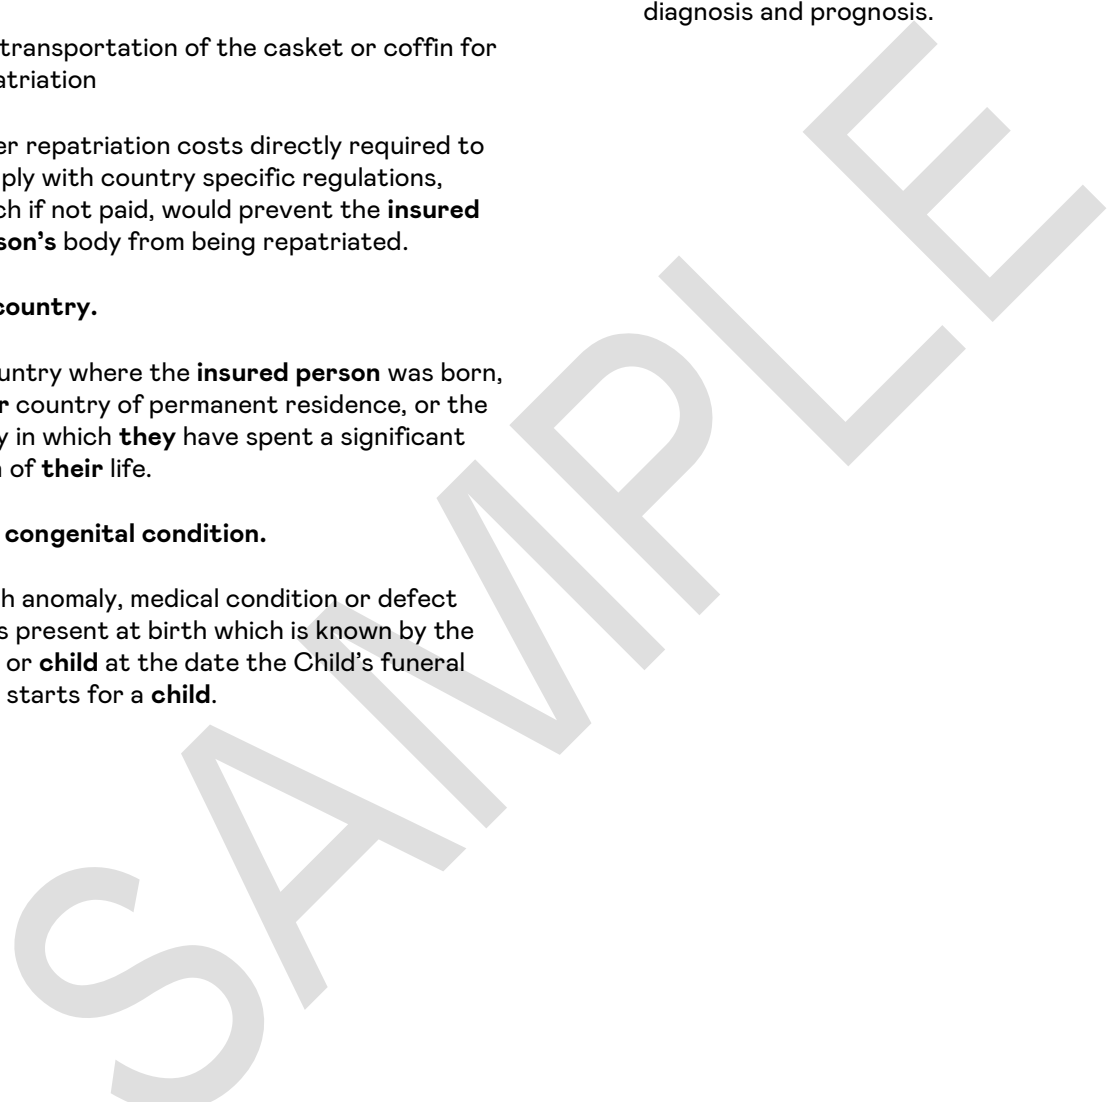 transportation of the casket or coffin for
atriation
er repatriation costs directly required to
ply with country specific regulations,
ch if not paid, would prevent the insured
son’s body from being repatriated.
country.
untry where the insured person was born,
r country of permanent residence, or the
y in which they have spent a significant
of their life.
congenital condition.
h anomaly, medical condition or defect
s present at birth which is known by the
or child at the date the Child’s funeral
starts for a child.
diagnosis and prognosis.
SAMPLE